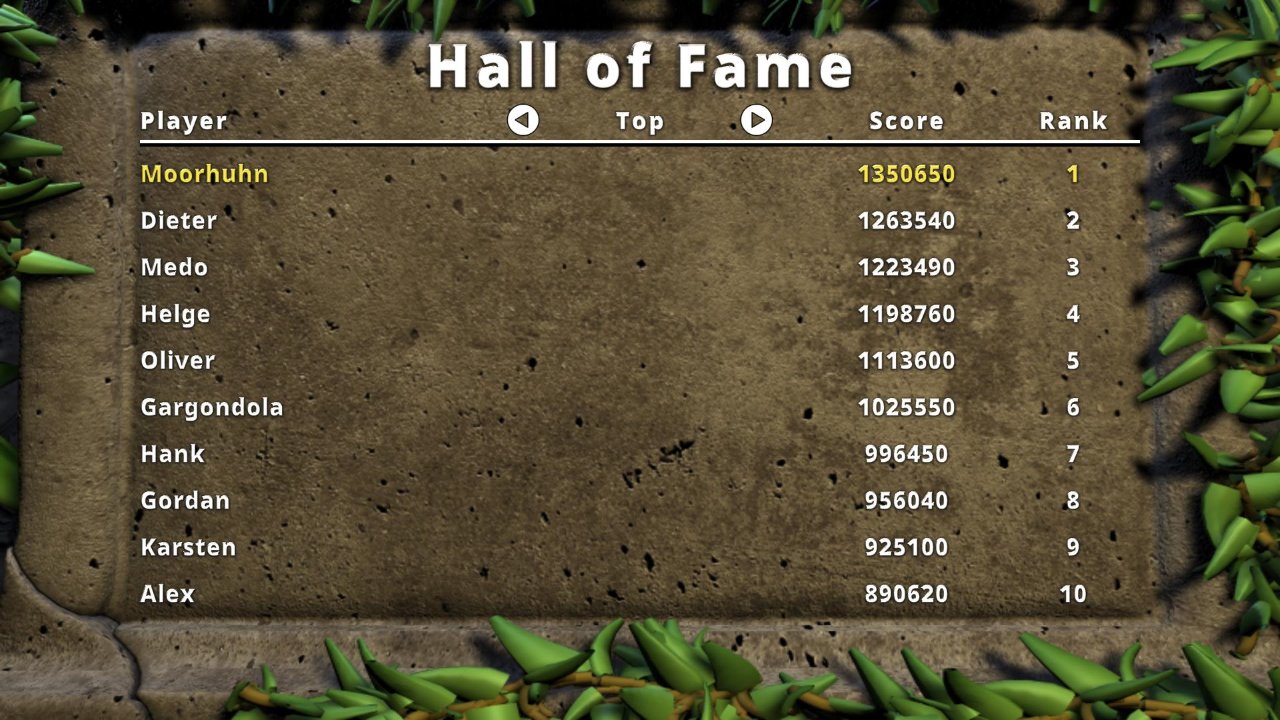 Hall of Fame
Player Top Score Rank
Moorhuhn 1350650 1
Dieter 1263540 2
Medo 1223490 3
Helge 1198760 4
Oliver 1113600 5
Gargondola 1025550 6
Hank 996450 7
Gordan 956040 8
Karsten 925100 9
Alex 890620 10